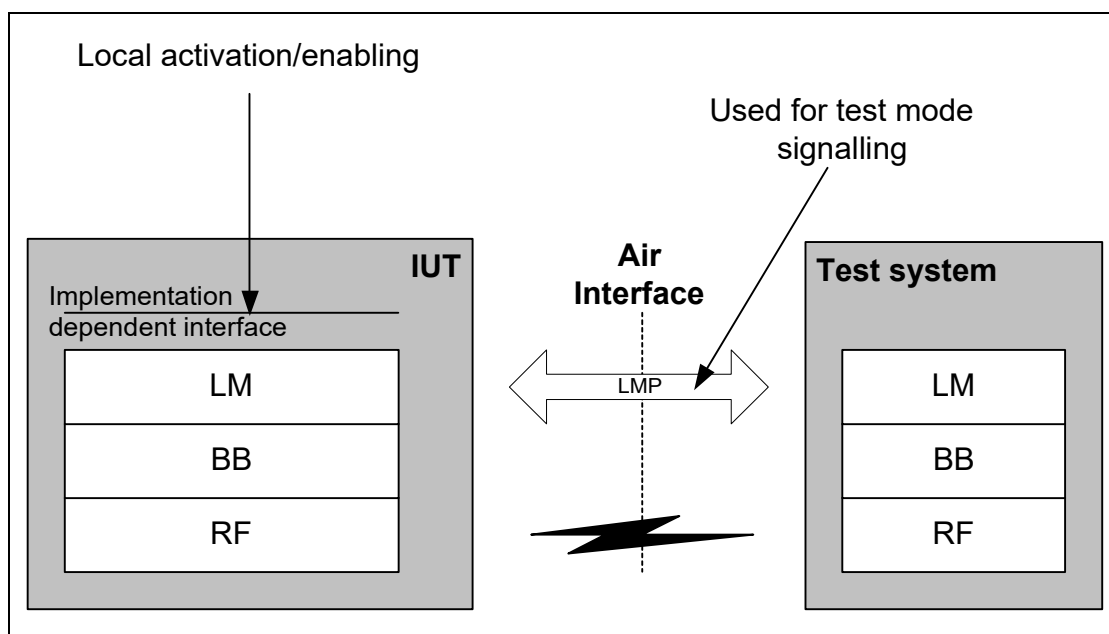 Local activation/enabling
Used for test mode
signalling
IUT
Implementation
dependent interface
LM
BB
RF
Air
Interface
LMP
Test system
LM
BB
RF